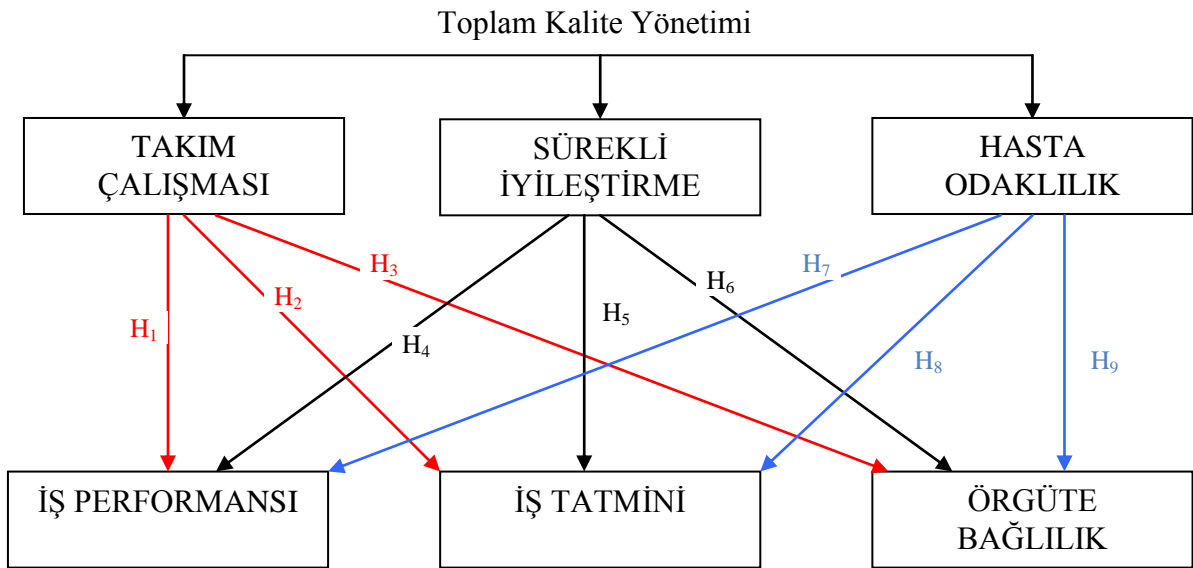 Toplam Kalite Yönetimi
TAKIM
ÇALIŞMASI
SÜREKLİ
İYİLEŞTİRME
HASTA
ODAKLILIK
H₁
H₂
H₃
H₄
H₅
H₆
H₇
H₈
H₉
İŞ PERFORMANSI
İŞ TATMİNİ
ÖRGÜTE
BAĞLILIK